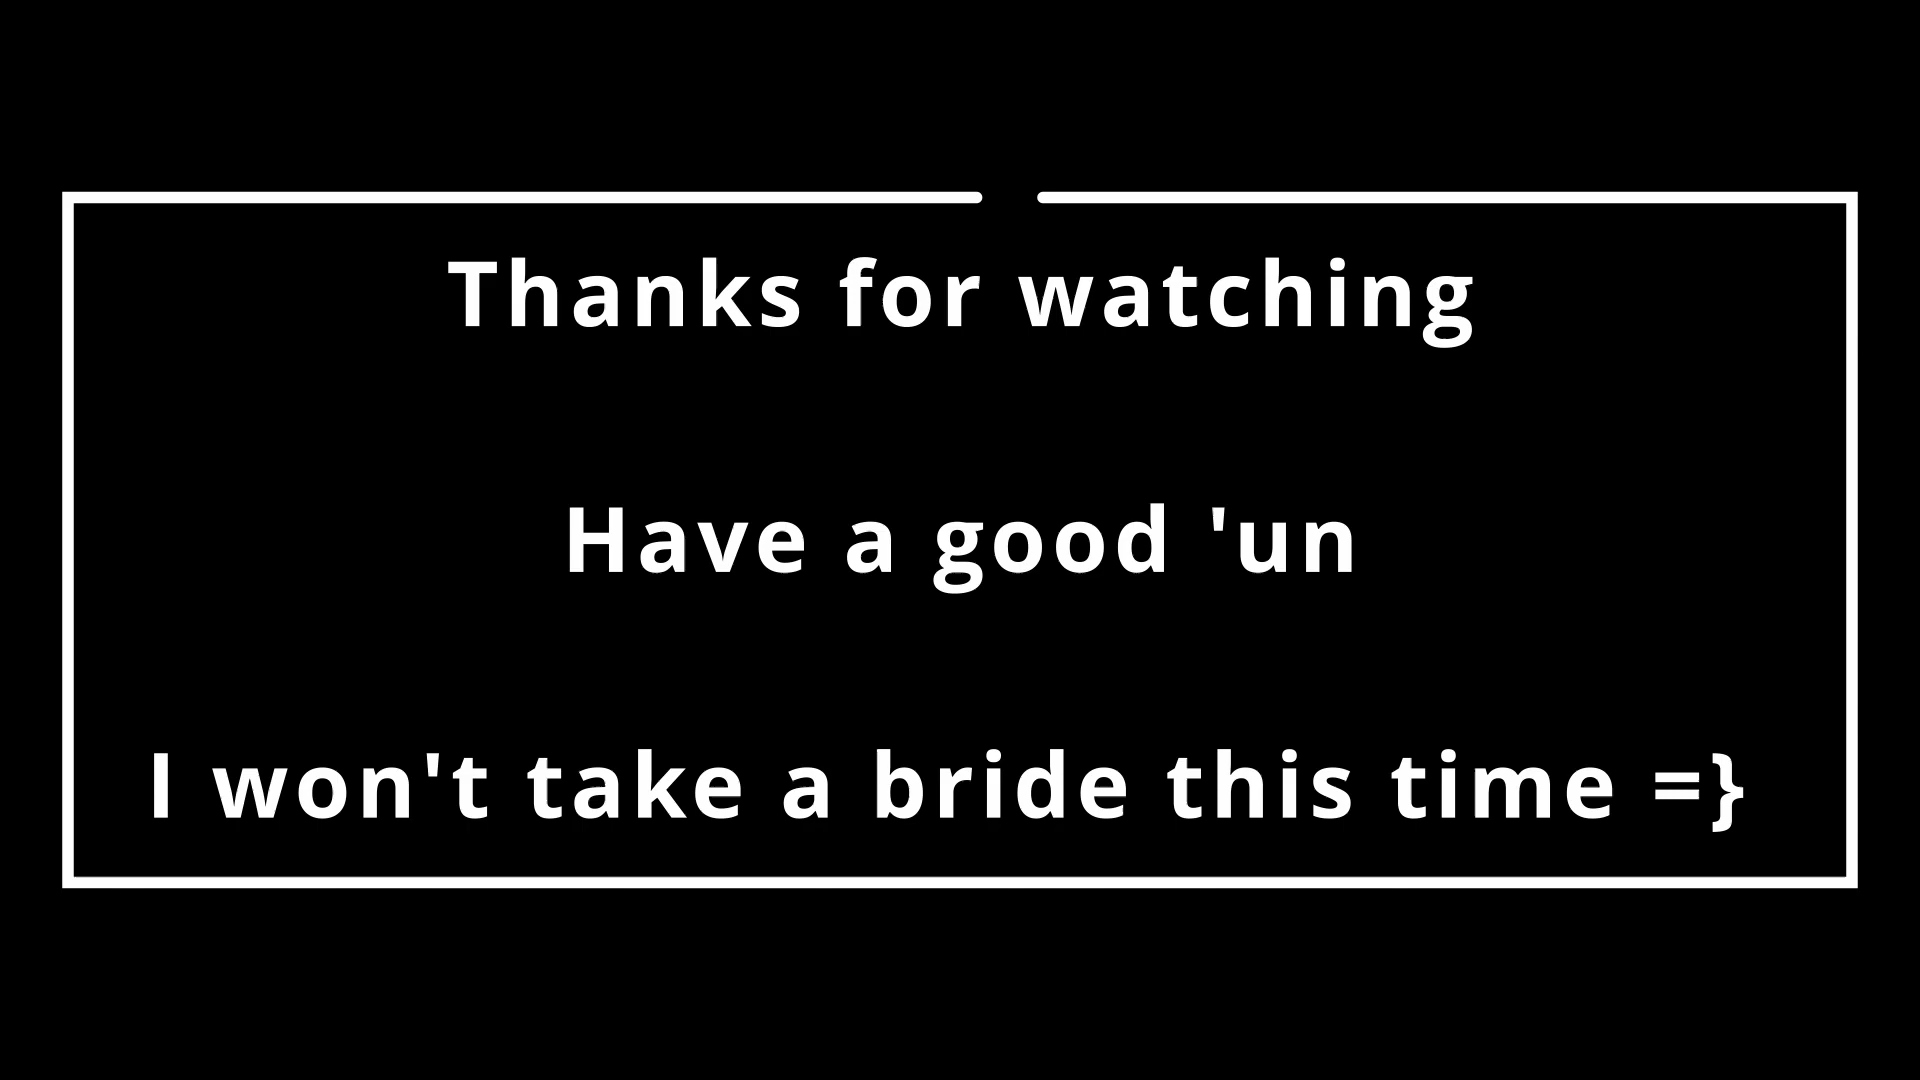 Thanks for watching
Have a good 'un
I won't take a bride this time =}